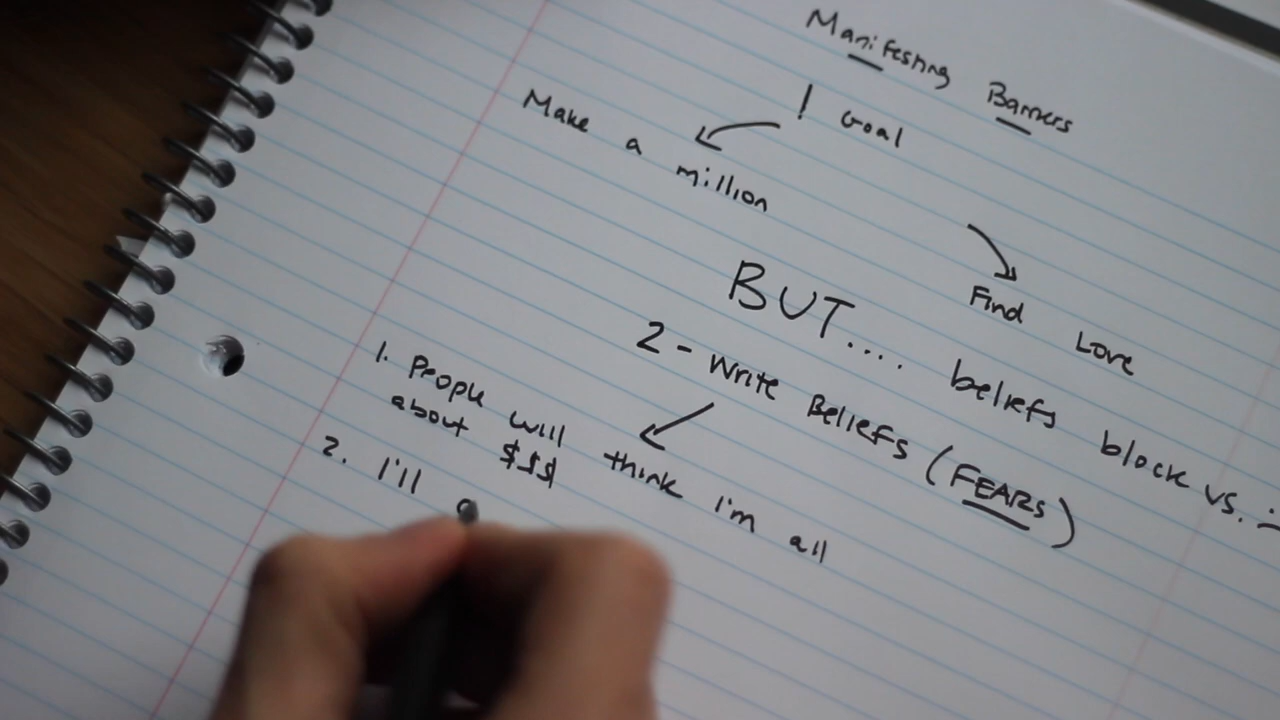 Manifesting Barriers
1 Goal
Make a million
Find Love
BUT.... beliefs block vs.
2 - Write Beliefs (FEARS)
1. People will think I'm all
about $$$
2. I'll